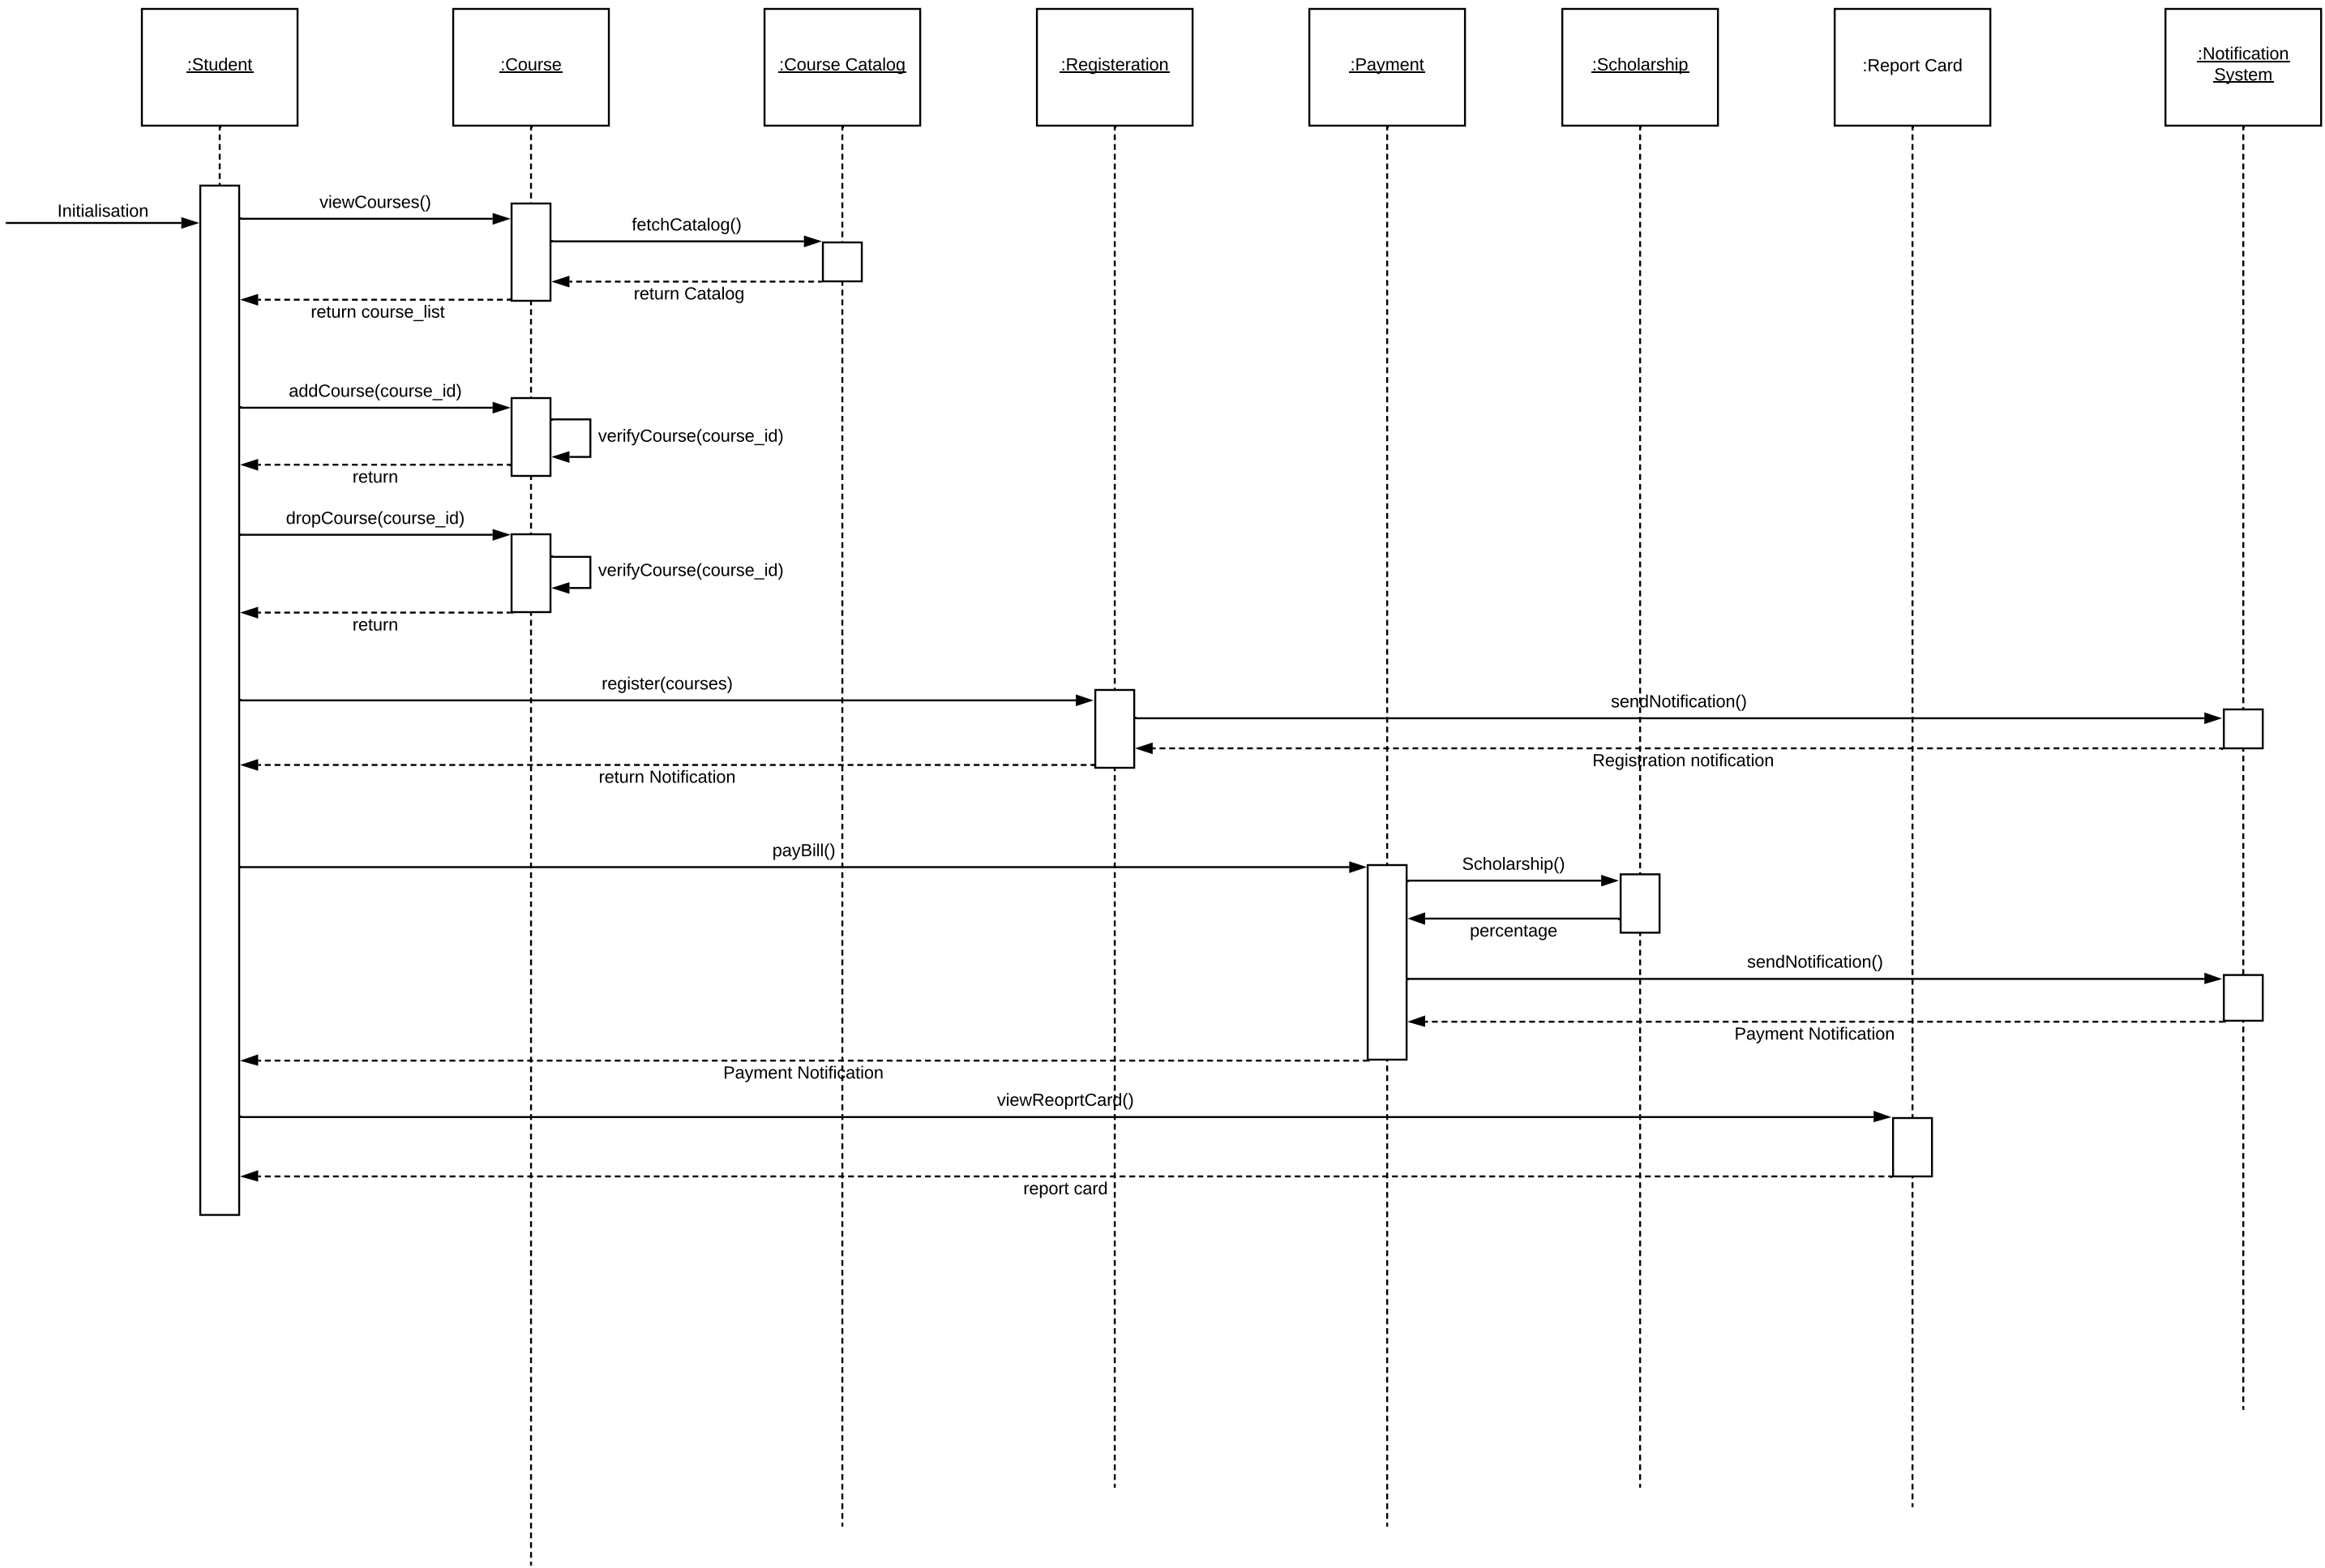 :Student
:Course
:Course Catalog
:Registeration
:Payment
:Scholarship
:Report Card
:Notification
System
Initialisation
viewCourses()
fetchCatalog()
return Catalog
return course_list
addCourse(course_id)
verifyCourse(course_id)
return
dropCourse(course_id)
verifyCourse(course_id)
return
register(courses)
sendNotification()
Registration notification
return Notification
payBill()
Scholarship()
percentage
sendNotification()
Payment Notification
Payment Notification
viewReoprtCard()
report card